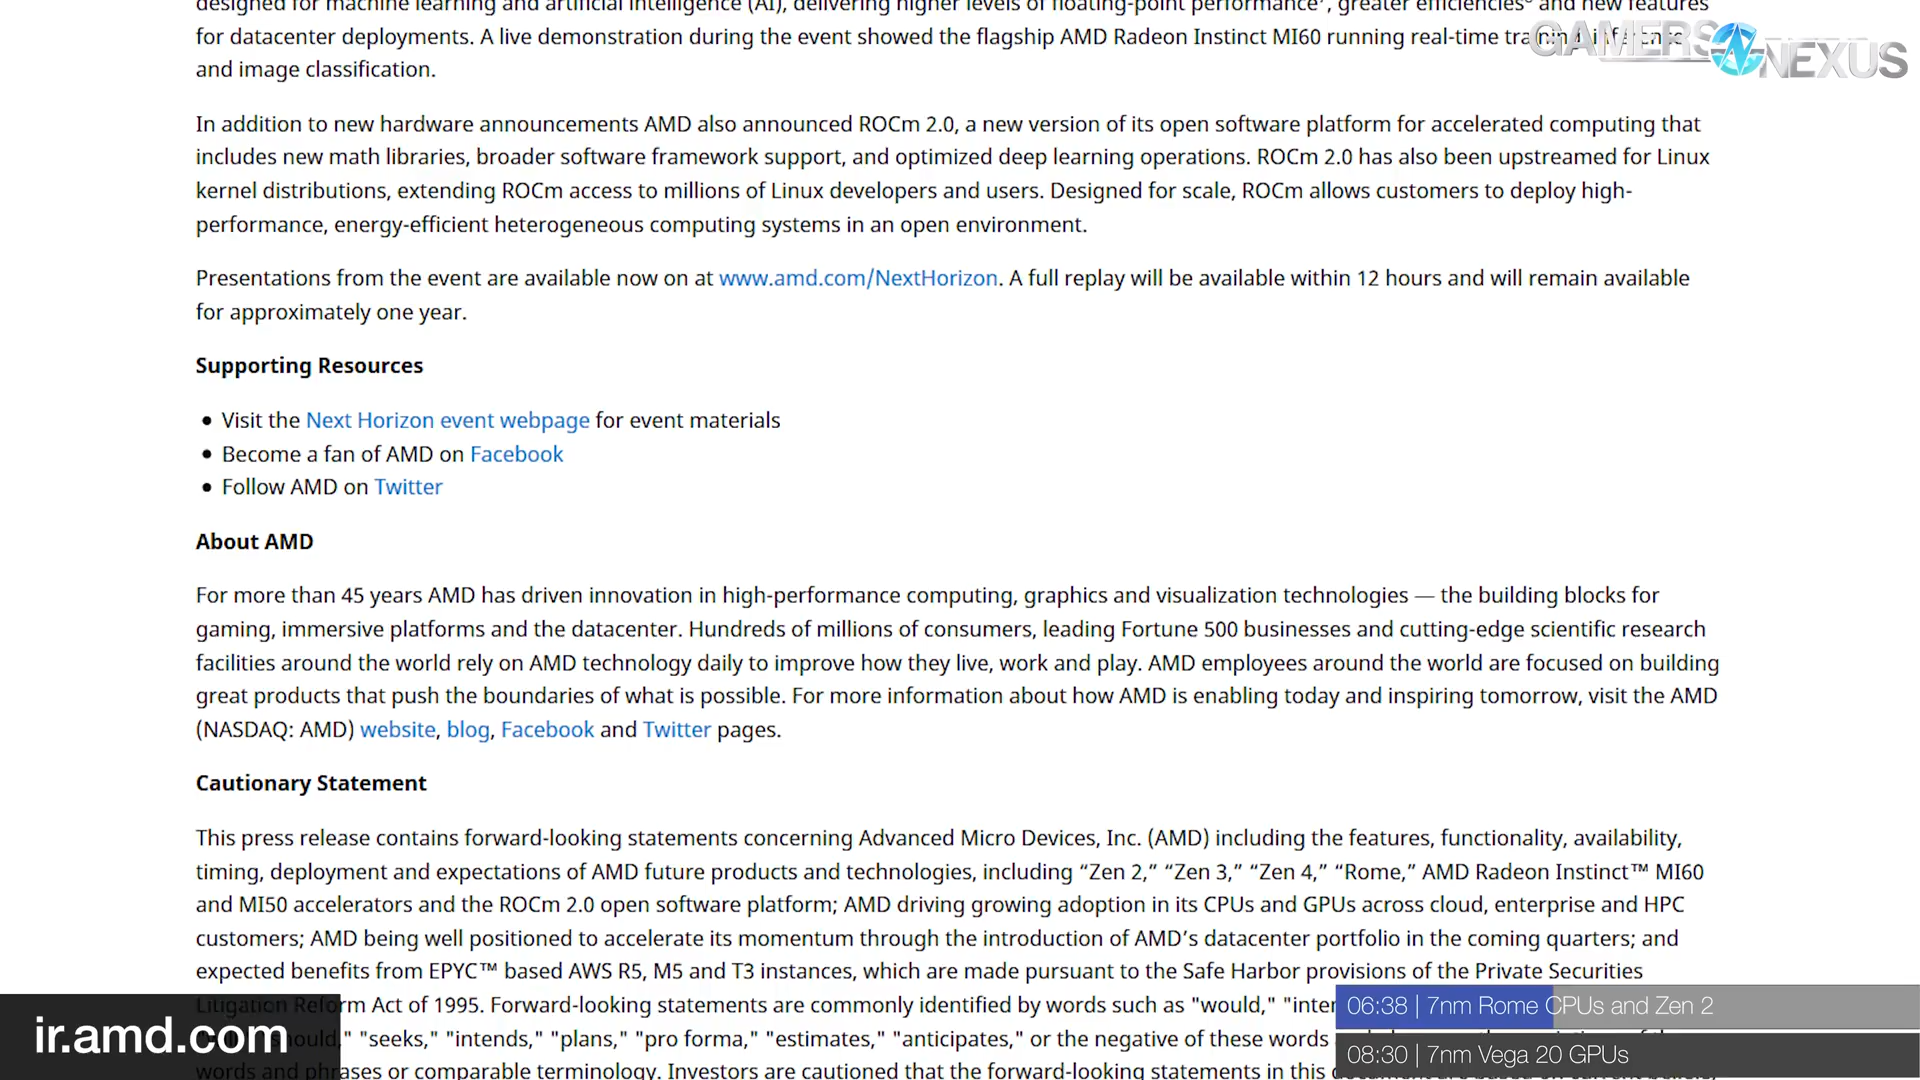 designed for machine learning and artificial intelligence (AI), delivering higher levels of floating-point performance⁷, greater efficiencies⁸ and new features
for datacenter deployments. A live demonstration during the event showed the flagship AMD Radeon Instinct MI60 running real-time training, inference
and image classification.
GAMERS NEXUS
In addition to new hardware announcements AMD also announced ROCm 2.0, a new version of its open software platform for accelerated computing that
includes new math libraries, broader software framework support, and optimized deep learning operations. ROCm 2.0 has also been upstreamed for Linux
kernel distributions, extending ROCm access to millions of Linux developers and users. Designed for scale, ROCm allows customers to deploy high-
performance, energy-efficient heterogeneous computing systems in an open environment.
Presentations from the event are available now on at www.amd.com/NextHorizon. A full replay will be available within 12 hours and will remain available
for approximately one year.
Supporting Resources
• Visit the Next Horizon event webpage for event materials
• Become a fan of AMD on Facebook
• Follow AMD on Twitter
About AMD
For more than 45 years AMD has driven innovation in high-performance computing, graphics and visualization technologies — the building blocks for
gaming, immersive platforms and the datacenter. Hundreds of millions of consumers, leading Fortune 500 businesses and cutting-edge scientific research
facilities around the world rely on AMD technology daily to improve how they live, work and play. AMD employees around the world are focused on building
great products that push the boundaries of what is possible. For more information about how AMD is enabling today and inspiring tomorrow, visit the AMD
(NASDAQ: AMD) website, blog, Facebook and Twitter pages.
Cautionary Statement
This press release contains forward-looking statements concerning Advanced Micro Devices, Inc. (AMD) including the features, functionality, availability,
timing, deployment and expectations of AMD future products and technologies, including “Zen 2,” “Zen 3,” “Zen 4,” “Rome,” AMD Radeon Instinct™ MI60
and MI50 accelerators and the ROCm 2.0 open software platform; AMD driving growing adoption in its CPUs and GPUs across cloud, enterprise and HPC
customers; AMD being well positioned to accelerate its momentum through the introduction of AMD’s datacenter portfolio in the coming quarters; and
expected benefits from EPYC™ based AWS R5, M5 and T3 instances, which are made pursuant to the Safe Harbor provisions of the Private Securities
Litigation Reform Act of 1995. Forward-looking statements are commonly identified by words such as "would,"
"seeks," "intends," "plans," "pro forma," "estimates," "anticipates," or the negative of these words
words and phrases or comparable terminology. Investors are cautioned that the forward-looking statements in this
ir.amd.com
06:38 | 7nm Rome CPUs and Zen 2
08:30 | 7nm Vega 20 GPUs